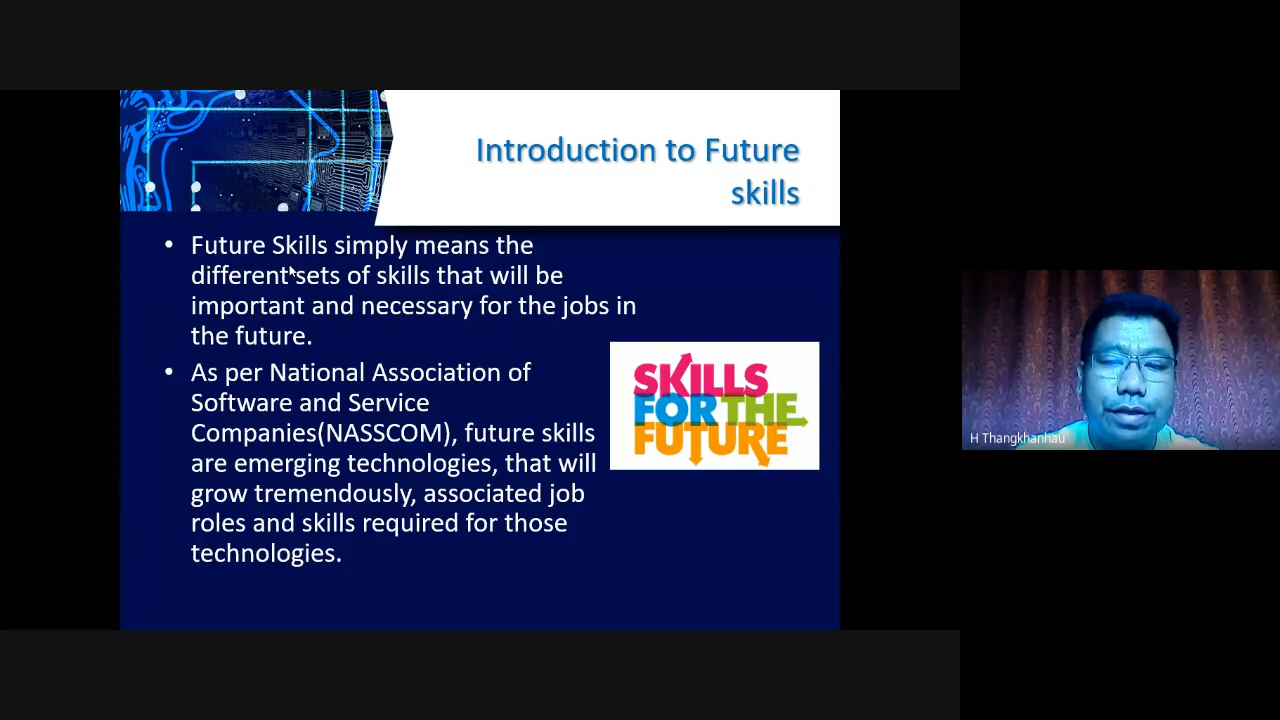 Introduction to Future
skills
• Future Skills simply means the
different sets of skills that will be
important and necessary for the jobs in
the future.
• As per National Association of
Software and Service
Companies(NASSCOM), future skills
are emerging technologies, that will
grow tremendously, associated job
roles and skills required for those
technologies.
SKILLS
FOR THE
FUTURE
H Thangkhanhau